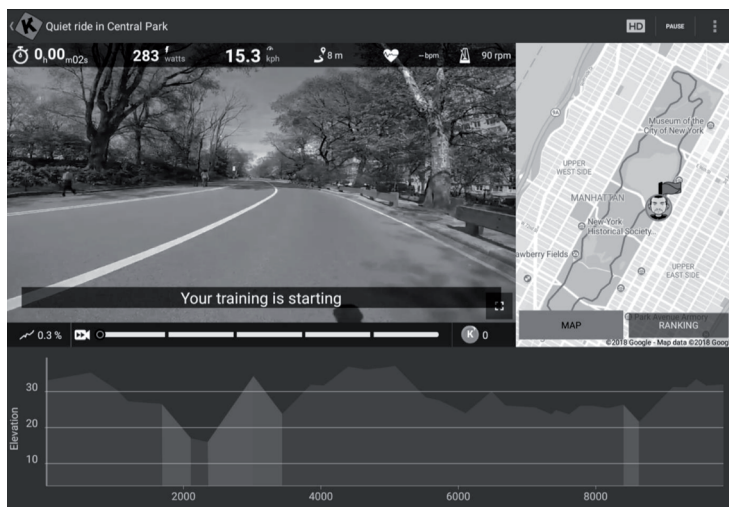 K Quiet ride in Central Park
HD
PAUSE
0h00m02s
283 watts
15.3 kph
8 m
–bpm
90 rpm
Your training is starting
0.3 %
K 0
Museum of the
City of New York
UPPER
WEST SIDE
MANHATTAN
New-York
Historical Society...
awberry Fields
UPPER
EAST SIDE
Park Avenue Armory
MAP
RANKING
©2018 Google - Map data ©2018 Goog
Elevation
30
20
10
2000
4000
6000
8000